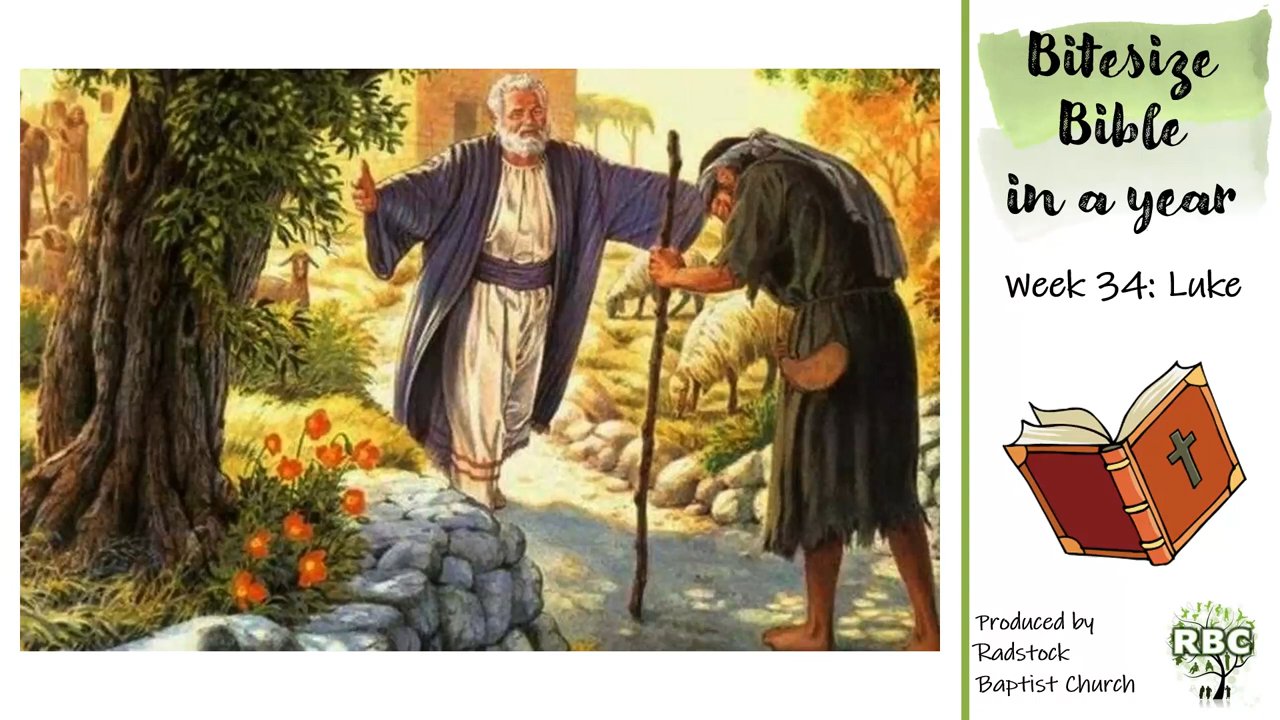 Bitesize
Bible
in a year
Week 34: Luke
Produced by
Radstock
Baptist Church
RBC